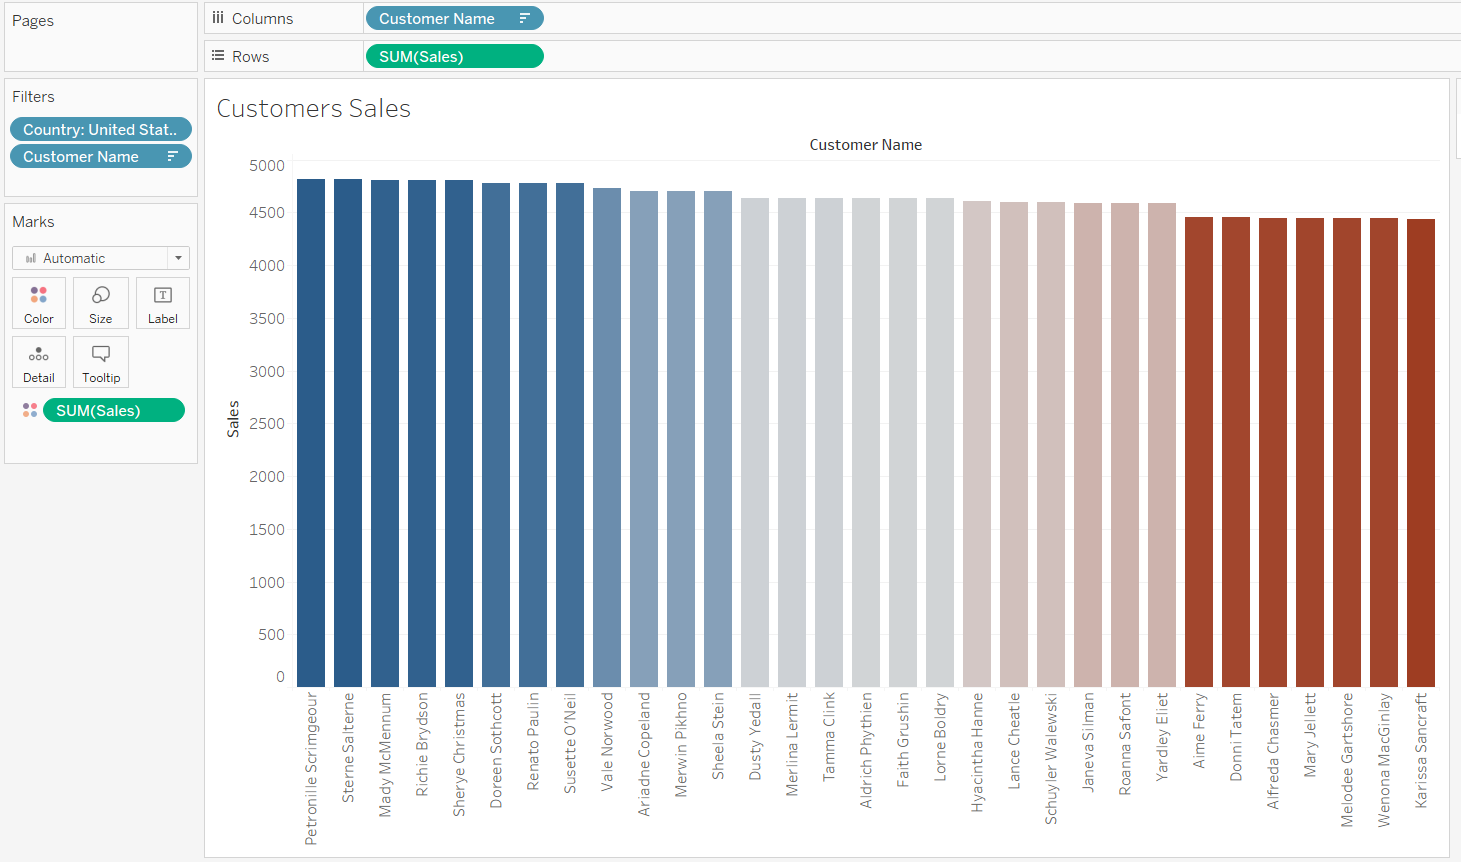 Pages
Columns
Customer Name
Rows
SUM(Sales)
Filters
Country: United Stat..
Customer Name
Marks
Automatic
Color
Size
Label
Detail
Tooltip
SUM(Sales)
Customers Sales
Customer Name
5000
4500
4000
3500
3000
2500
2000
1500
1000
500
0
Sales
Petronille Scrimgeour
Sterne Salterne
Mady McMennum
Richie Brydson
Sherye Christmas
Doreen Sothcott
Renato Paulin
Susette O'Neil
Vale Norwood
Ariadne Copeland
Merwin Pikhno
Sheela Stein
Dusty Yedall
Merlina Lermit
Tamma Clink
Aldrich Phythien
Faith Grushin
Lorne Boldry
Hyacintha Hanne
Lance Cheatle
Schuyler Walewski
Janeva Silman
Roanna Safont
Yardley Eliet
Aime Ferry
Donni Tatem
Alfreda Chasmer
Mary Jellett
Melodee Gartshore
Wenona MacGinlay
Karissa Sancraft